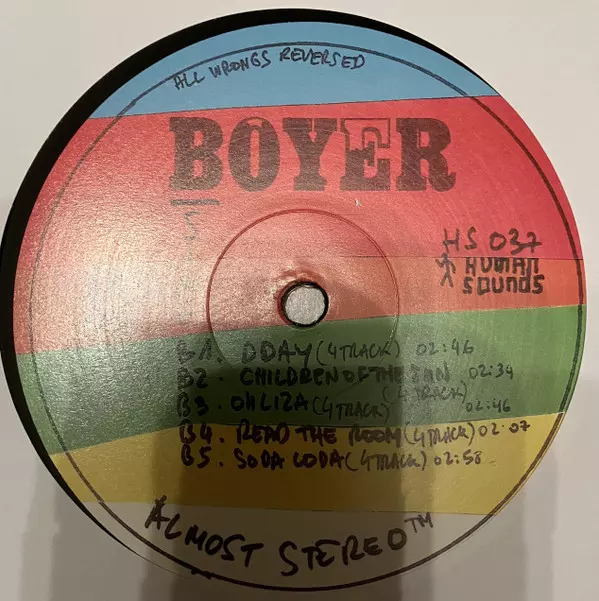 ALL WRONGS REVERSED
BOYER
HS 037
HUMAN
SOUNDS
B1. DDAY (4TRACK) 02:46
B2. CHILDREN OF THE SUN 02:34
(4TRACK)
B3. OH LIZA (4TRACK) 02:46
B4. READ THE ROOM (4TRACK) 02:07
B5. SODA CODA (4TRACK) 02:58
ALMOST STEREO™